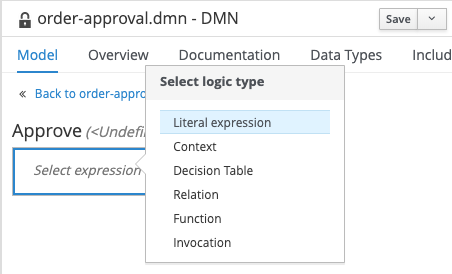 order-approval.dmn - DMN
Save
Model Overview Documentation Data Types Includ
« Back to order-appro
Select logic type
Approve (<Undefi
Select expression
Literal expression
Context
Decision Table
Relation
Function
Invocation